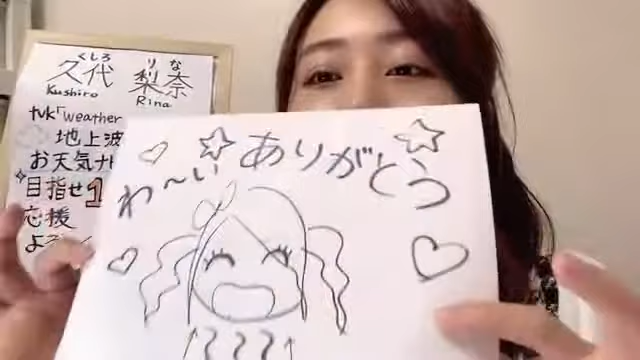 くしろ りな
久代 梨奈
Kushiro Rina
tvk「weather
地上波
お天気ナ
目指せ1
応援
わ〜い
ありがとう